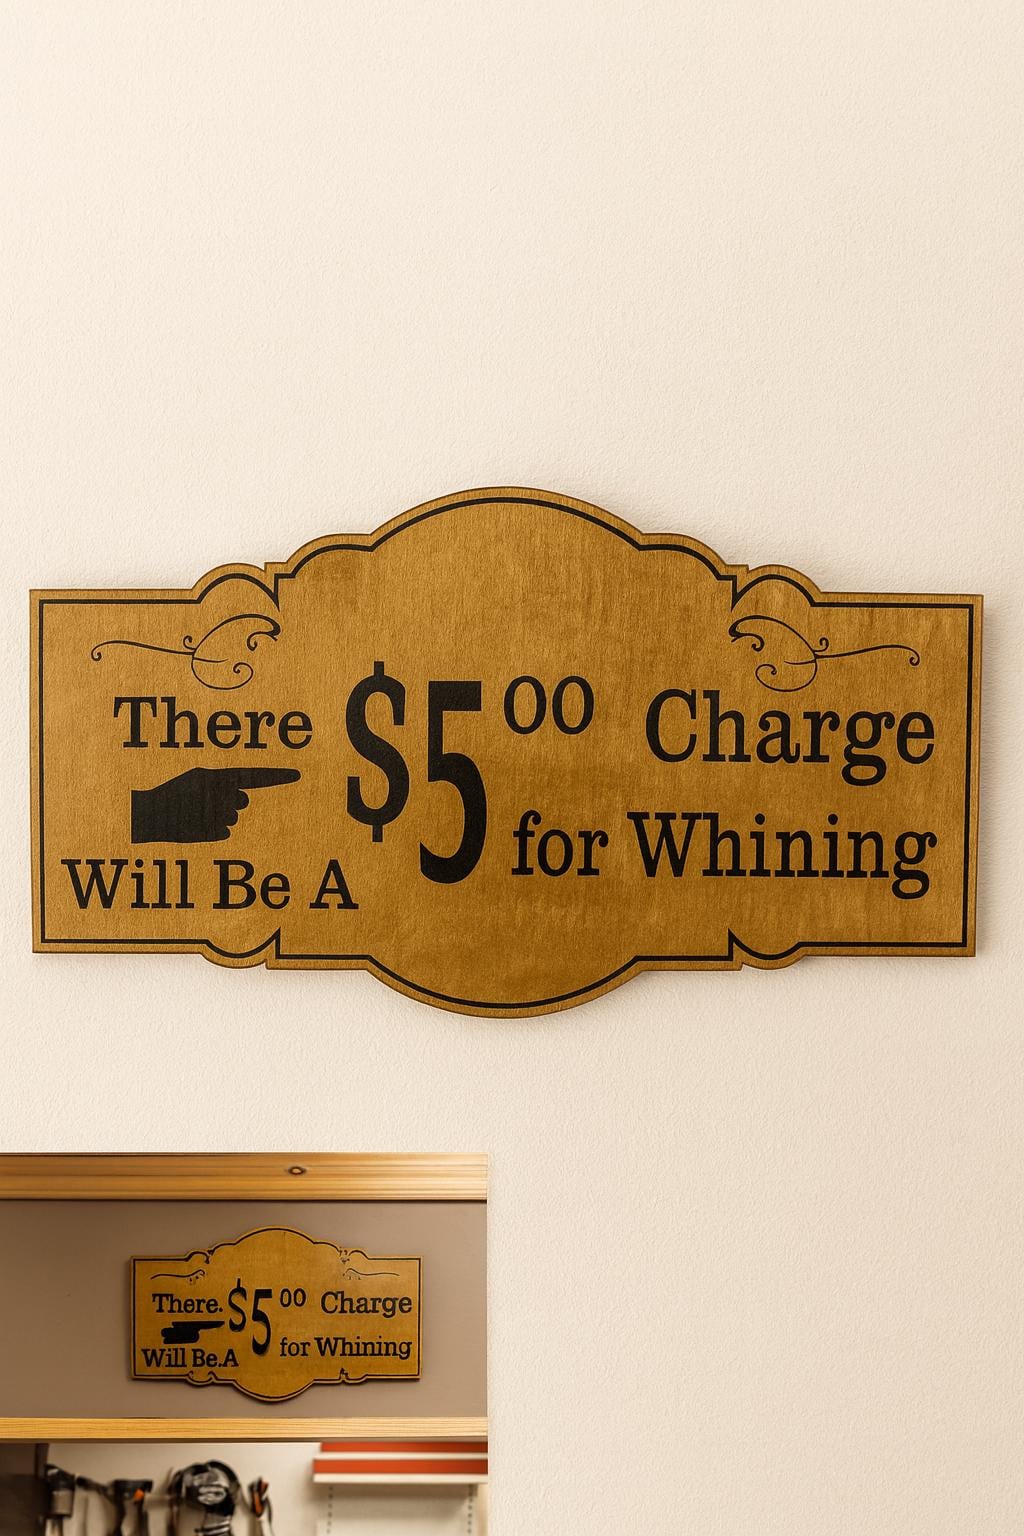 There
Will Be A
$5 00
Charge
for Whining
There.
Will Be.A
$5 00
Charge
for Whining